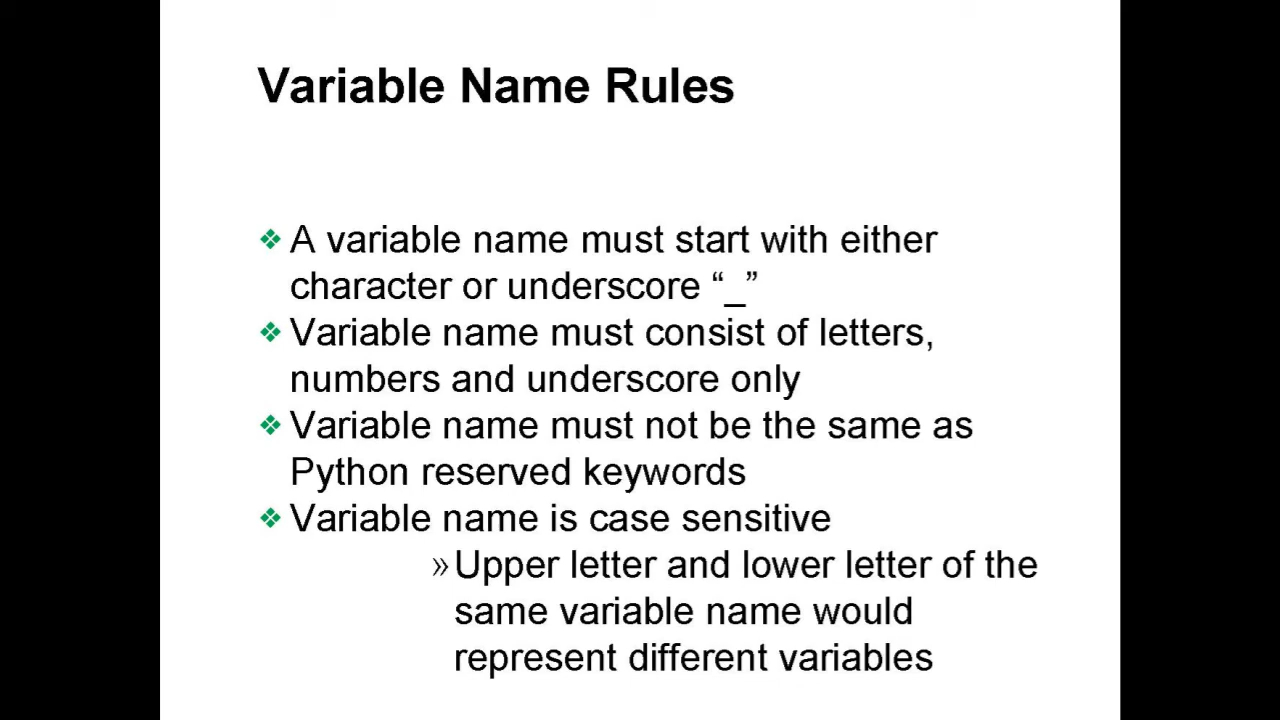 Variable Name Rules
❖ A variable name must start with either
character or underscore “_”
❖ Variable name must consist of letters,
numbers and underscore only
❖ Variable name must not be the same as
Python reserved keywords
❖ Variable name is case sensitive
» Upper letter and lower letter of the
same variable name would
represent different variables